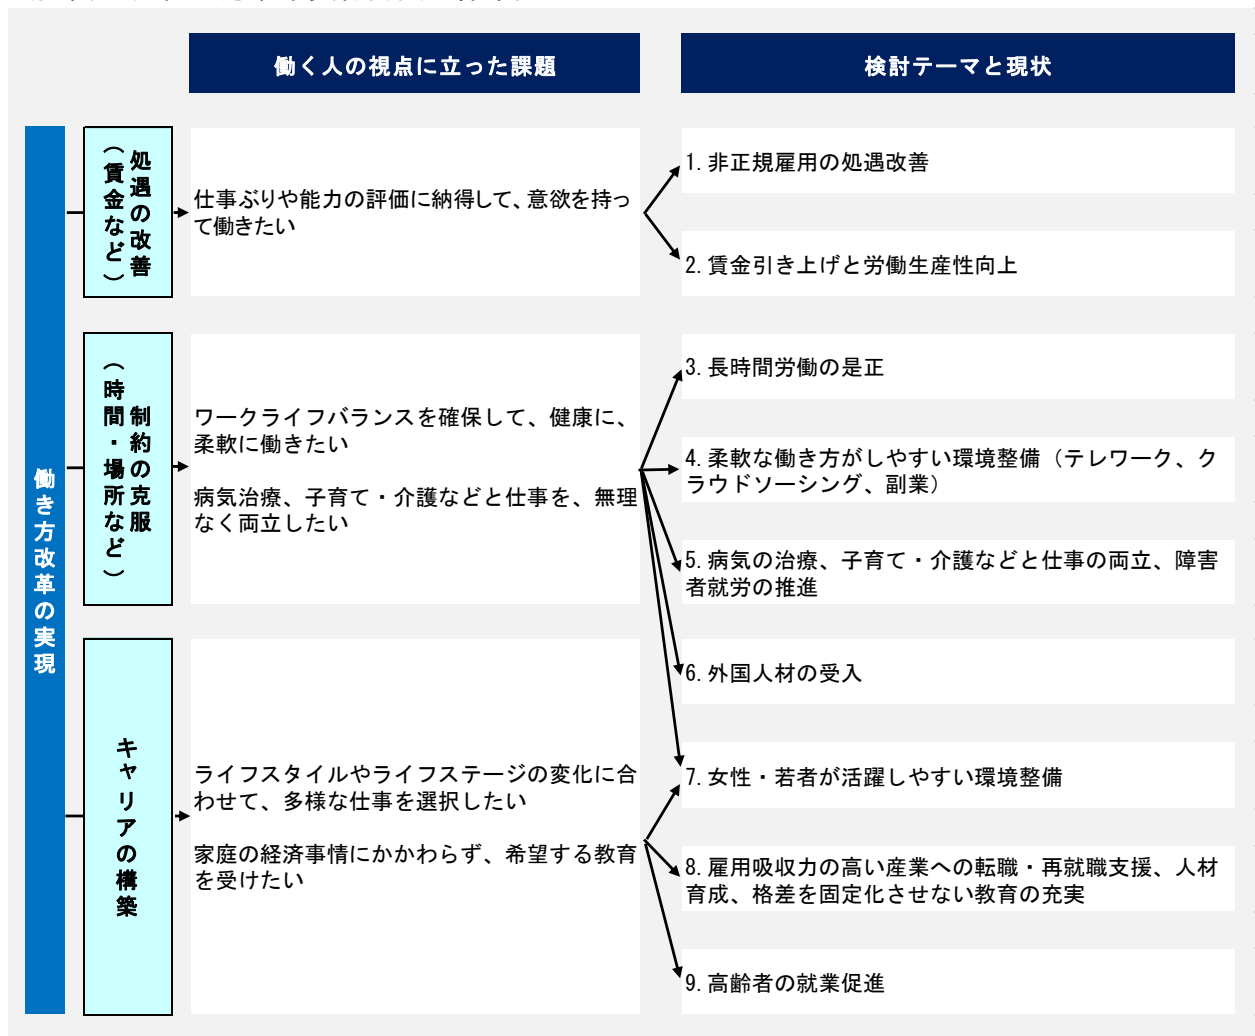 働く人の視点に立った課題
検討テーマと現状
働き方改革の実現
処遇の改善
（賃金など）
仕事ぶりや能力の評価に納得して、意欲を持っ
て働きたい
1. 非正規雇用の処遇改善
2. 賃金引き上げと労働生産性向上
制約の克服
（時間・場所など）
ワークライフバランスを確保して、健康に、
柔軟に働きたい
病気治療、子育て・介護などと仕事を、無理
なく両立したい
3. 長時間労働の是正
4. 柔軟な働き方がしやすい環境整備（テレワーク、ク
ラウドソーシング、副業）
5. 病気の治療、子育て・介護などと仕事の両立、障害
者就労の推進
6. 外国人材の受入
キャリアの構築
ライフスタイルやライフステージの変化に合
わせて、多様な仕事を選択したい
家庭の経済事情にかかわらず、希望する教育
を受けたい
7. 女性・若者が活躍しやすい環境整備
8. 雇用吸収力の高い産業への転職・再就職支援、人材
育成、格差を固定化させない教育の充実
9. 高齢者の就業促進